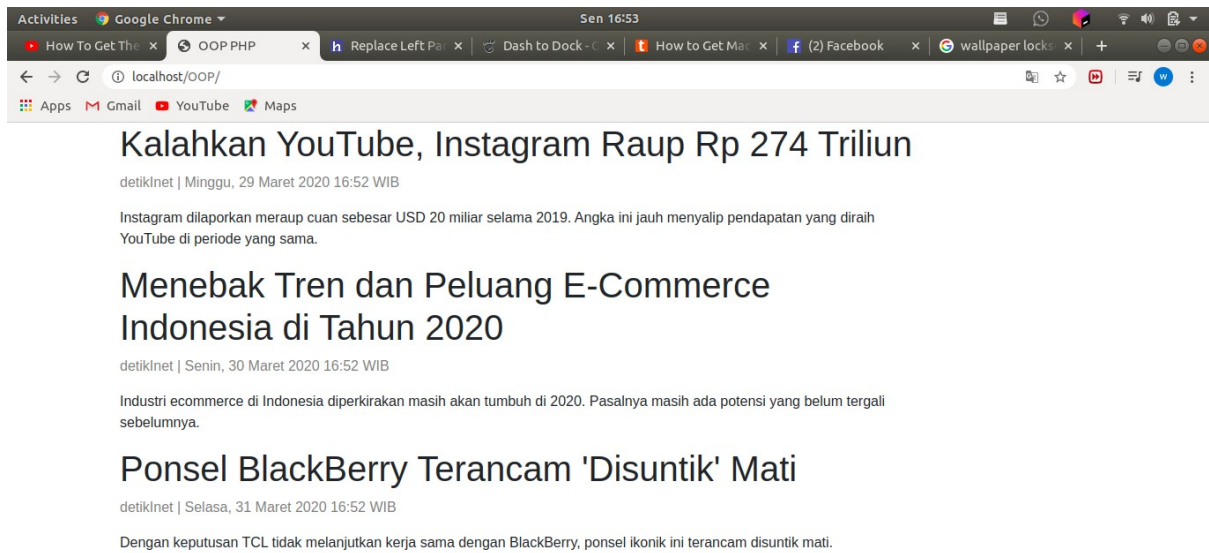 Activities Google Chrome Sen 16:53
How To Get The OOP PHP Replace Left Par Dash to Dock - G How to Get Mac (2) Facebook wallpaper locks
localhost/OOP/
Apps Gmail YouTube Maps
Kalahkan YouTube, Instagram Raup Rp 274 Triliun
detikInet | Minggu, 29 Maret 2020 16:52 WIB
Instagram dilaporkan meraup cuan sebesar USD 20 miliar selama 2019. Angka ini jauh menyalip pendapatan yang diraih
YouTube di periode yang sama.
Menebak Tren dan Peluang E-Commerce
Indonesia di Tahun 2020
detikInet | Senin, 30 Maret 2020 16:52 WIB
Industri ecommerce di Indonesia diperkirakan masih akan tumbuh di 2020. Pasalnya masih ada potensi yang belum tergali
sebelumnya.
Ponsel BlackBerry Terancam 'Disuntik' Mati
detikInet | Selasa, 31 Maret 2020 16:52 WIB
Dengan keputusan TCL tidak melanjutkan kerja sama dengan BlackBerry, ponsel ikonik ini terancam disuntik mati.